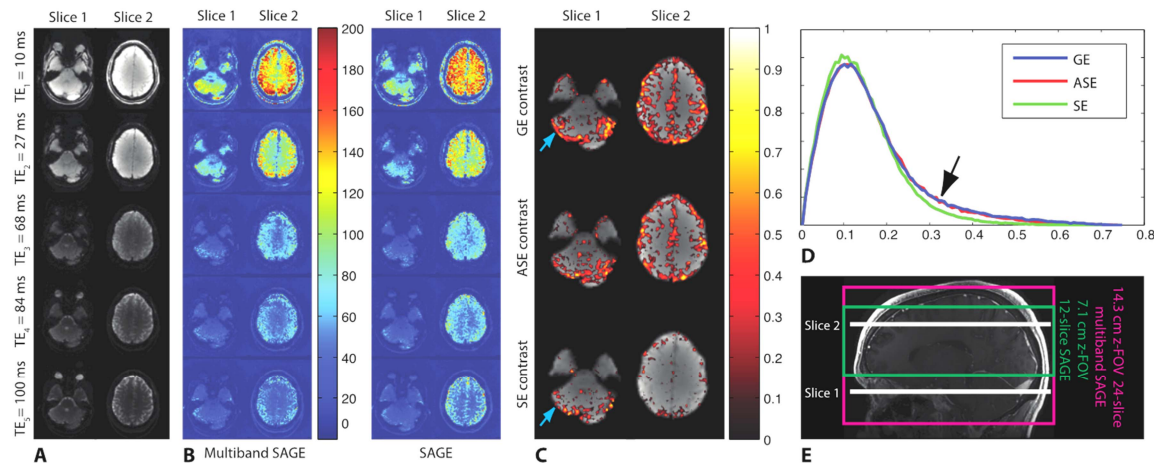 Slice 1 Slice 2
TE1 = 10 ms
TE2 = 27 ms
TE3 = 68 ms
TE4 = 84 ms
TE5 = 100 ms
A
Slice 1 Slice 2
Slice 1 Slice 2
200
180
160
140
120
100
80
60
40
20
0
B
Multiband SAGE
SAGE
Slice 1 Slice 2
GE contrast
ASE contrast
SE contrast
1
0.9
0.8
0.7
0.6
0.5
0.4
0.3
0.2
0.1
0
C
GE
ASE
SE
0 0.1 0.2 0.3 0.4 0.5 0.6 0.7 0.8
D
Slice 2
Slice 1
14.3 cm z-FOV 24-slice
multiband SAGE
7.1 cm z-FOV
12-slice SAGE
E